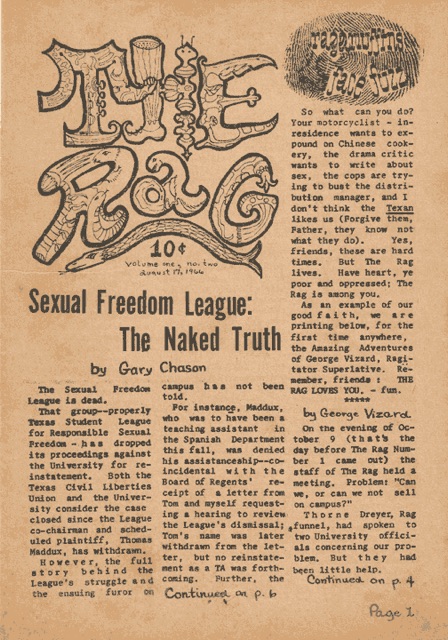 THE
RAG
10¢
volume one, no. two
august 17, 1966
Sexual Freedom League:
The Naked Truth
by Gary Chason
The Sexual Freedom
League is dead.
That group--properly
Texas Student League
for Responsible Sexual
Freedom - has dropped
its proceedings against
the University for re-
instatement. Both the
Texas Civil Liberties
Union and the Univer-
sity consider the case
closed since the League
co-chairman and sched-
uled plaintiff, Thomas
Maddux, has withdrawn.
However, the full
story behind the
League's struggle and
the ensuing furor on
campus has not been
told.
For instance, Maddux,
who was to have been a
teaching assistant in
the Spanish Department
this fall, was denied
his assistanceship--co-
incidental with the
Board of Regents' re-
ceipt of a letter from
Tom and myself request-
ing a hearing to review
the League's dismissal;
Tom's name was later
withdrawn from the let-
ter, but no reinstate-
ment as a TA was forth-
coming. Further, the
Continued on p. 6
ragamuffins
face fuzz
So what can you do?
Your motorcyclist - in-
residence wants to ex-
pound on Chinese cook-
ery, the drama critic
wants to write about
sex, the cops are try-
ing to bust the distri-
bution manager, and I
don't think the Texan
likes us (Forgive them,
Father, they know not
what they do). Yes,
friends, these are hard
times. But The Rag
lives. Have heart, ye
poor and oppressed; The
Rag is among you.
As an example of our
good faith, we are
printing below, for the
first time anywhere,
the Amazing Adventures
of George Vizard, Ragi-
tator Superlative. Re-
member, friends : THE
RAG LOVES YOU. - fun.
*****
by George Vizard
On the evening of Oc-
tober 9 (that's the
day before The Rag Num-
ber 1 came out) the
staff of The Rag held a
meeting. Problem: "Can
we, or can we not sell
on campus?"
Thorne Dreyer, Rag
funnel, had spoken to
two University offici-
als concerning our pro-
blem. But they had
been little help.
Continued on p. 4
Page 1